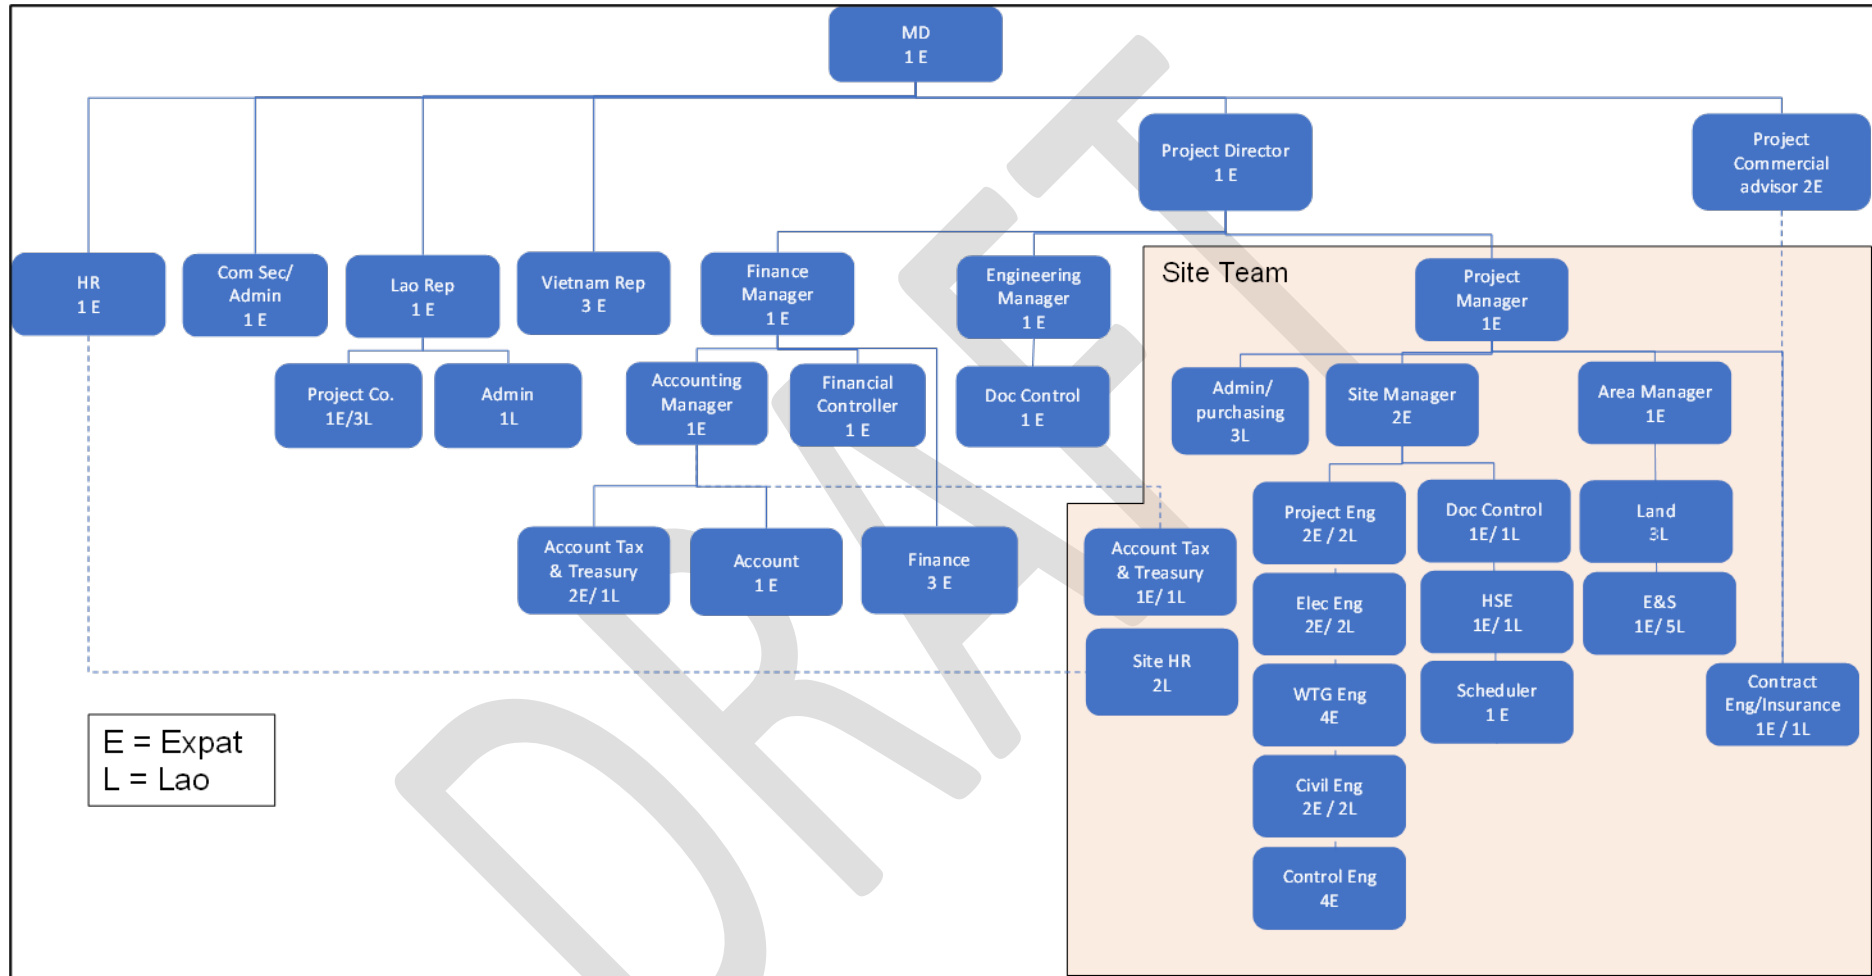 MD
1 E
Project Director
1 E
Project
Commercial
advisor 2E
HR
1 E
Com Sec/
Admin
1 E
Lao Rep
1 E
Vietnam Rep
3 E
Finance
Manager
1 E
Engineering
Manager
1 E
Site Team
Project
Manager
1E
Project Co.
1E/3L
Admin
1L
Accounting
Manager
1E
Financial
Controller
1 E
Doc Control
1 E
Admin/
purchasing
3L
Site Manager
2E
Area Manager
1E
Account Tax
& Treasury
2E/ 1L
Account
1 E
Finance
3 E
Account Tax
& Treasury
1E/ 1L
Project Eng
2E / 2L
Doc Control
1E/ 1L
Land
3L
Elec Eng
2E/ 2L
HSE
1E/ 1L
E&S
1E/ 5L
Site HR
2L
WTG Eng
4E
Scheduler
1 E
Contract
Eng/Insurance
1E / 1L
Civil Eng
2E / 2L
Control Eng
4E
E = Expat
L = Lao
DRAFT